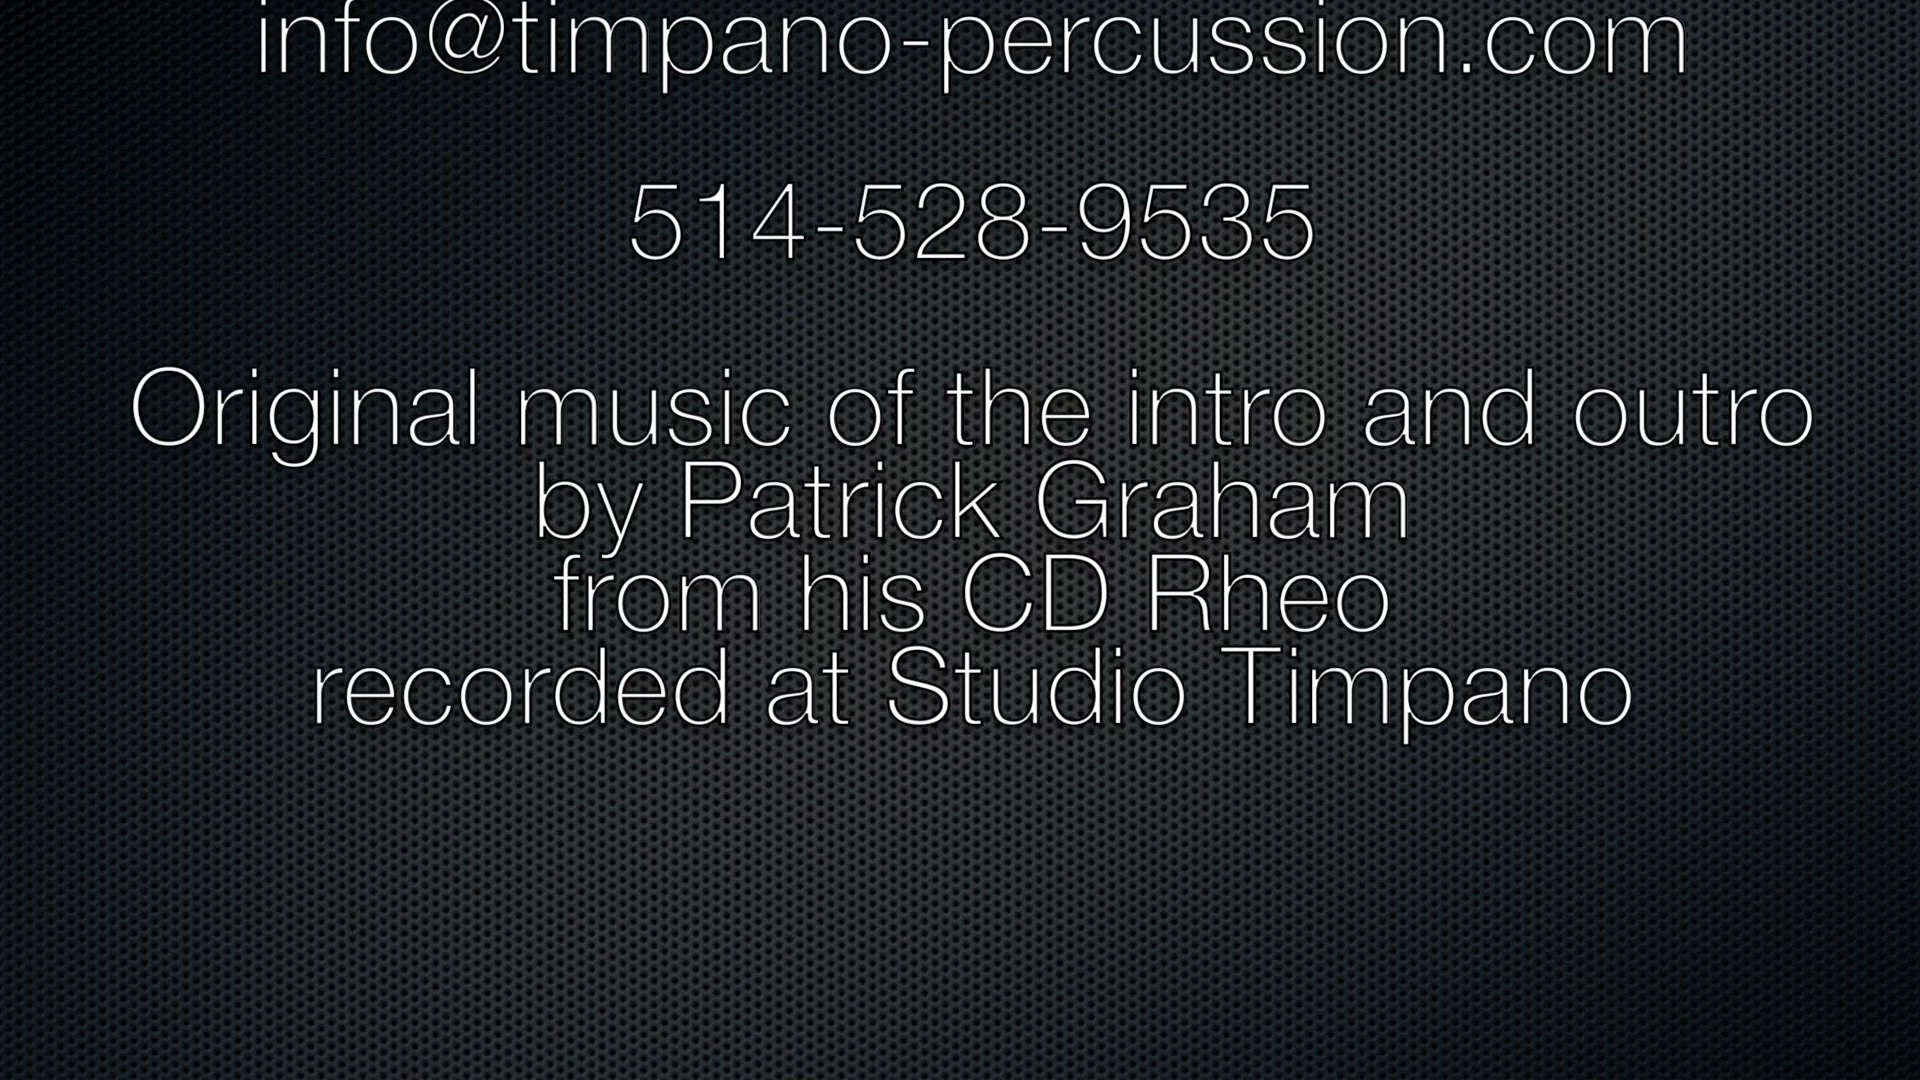 info@timpano-percussion.com
514-528-9535
Original music of the intro and outro
by Patrick Graham
from his CD Rheo
recorded at Studio Timpano